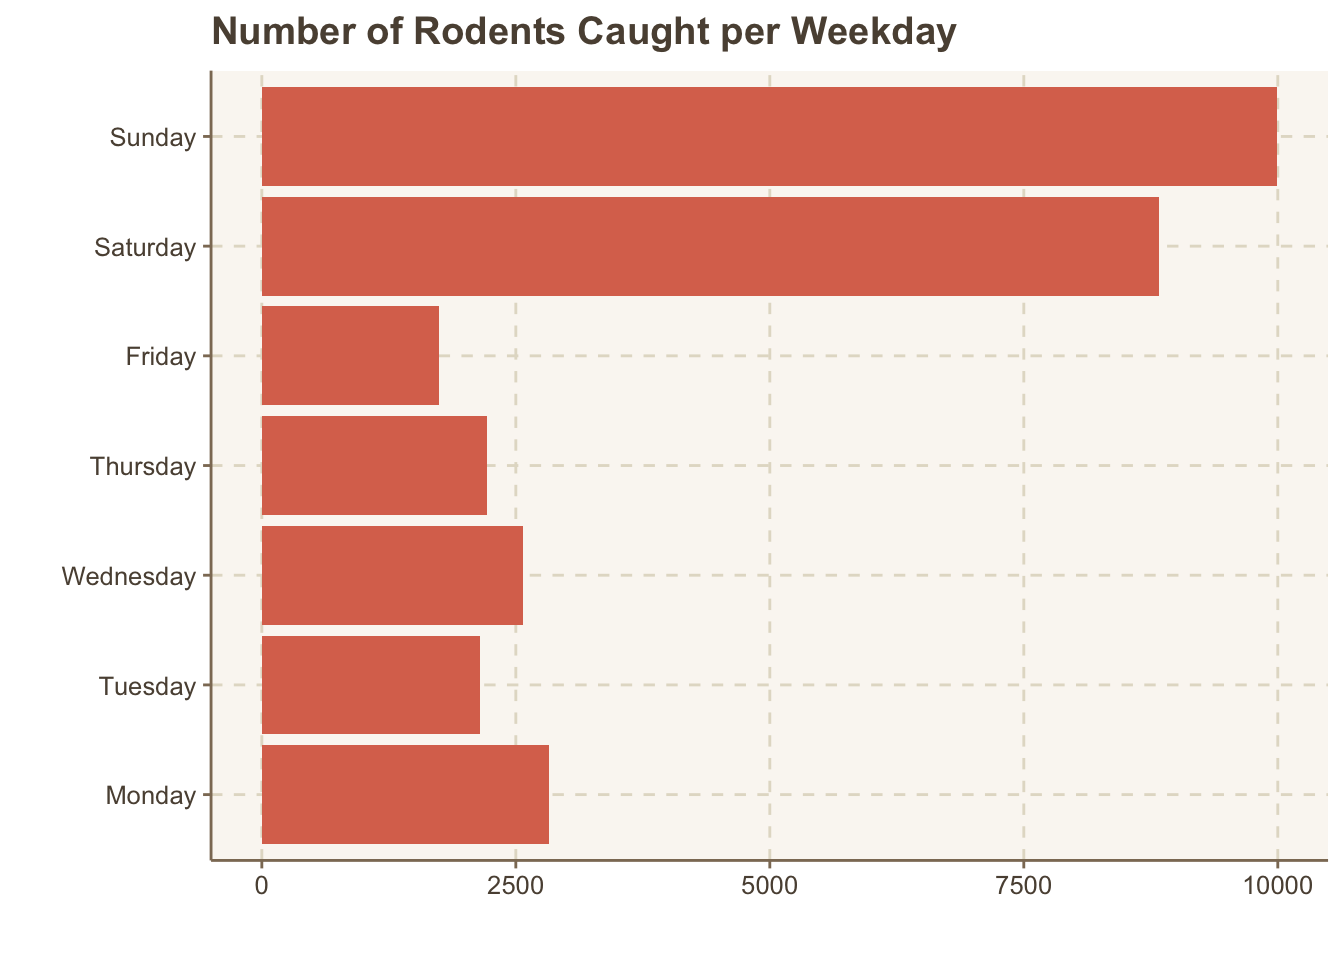 Number of Rodents Caught per Weekday
Sunday
Saturday
Friday
Thursday
Wednesday
Tuesday
Monday
0 2500 5000 7500 10000